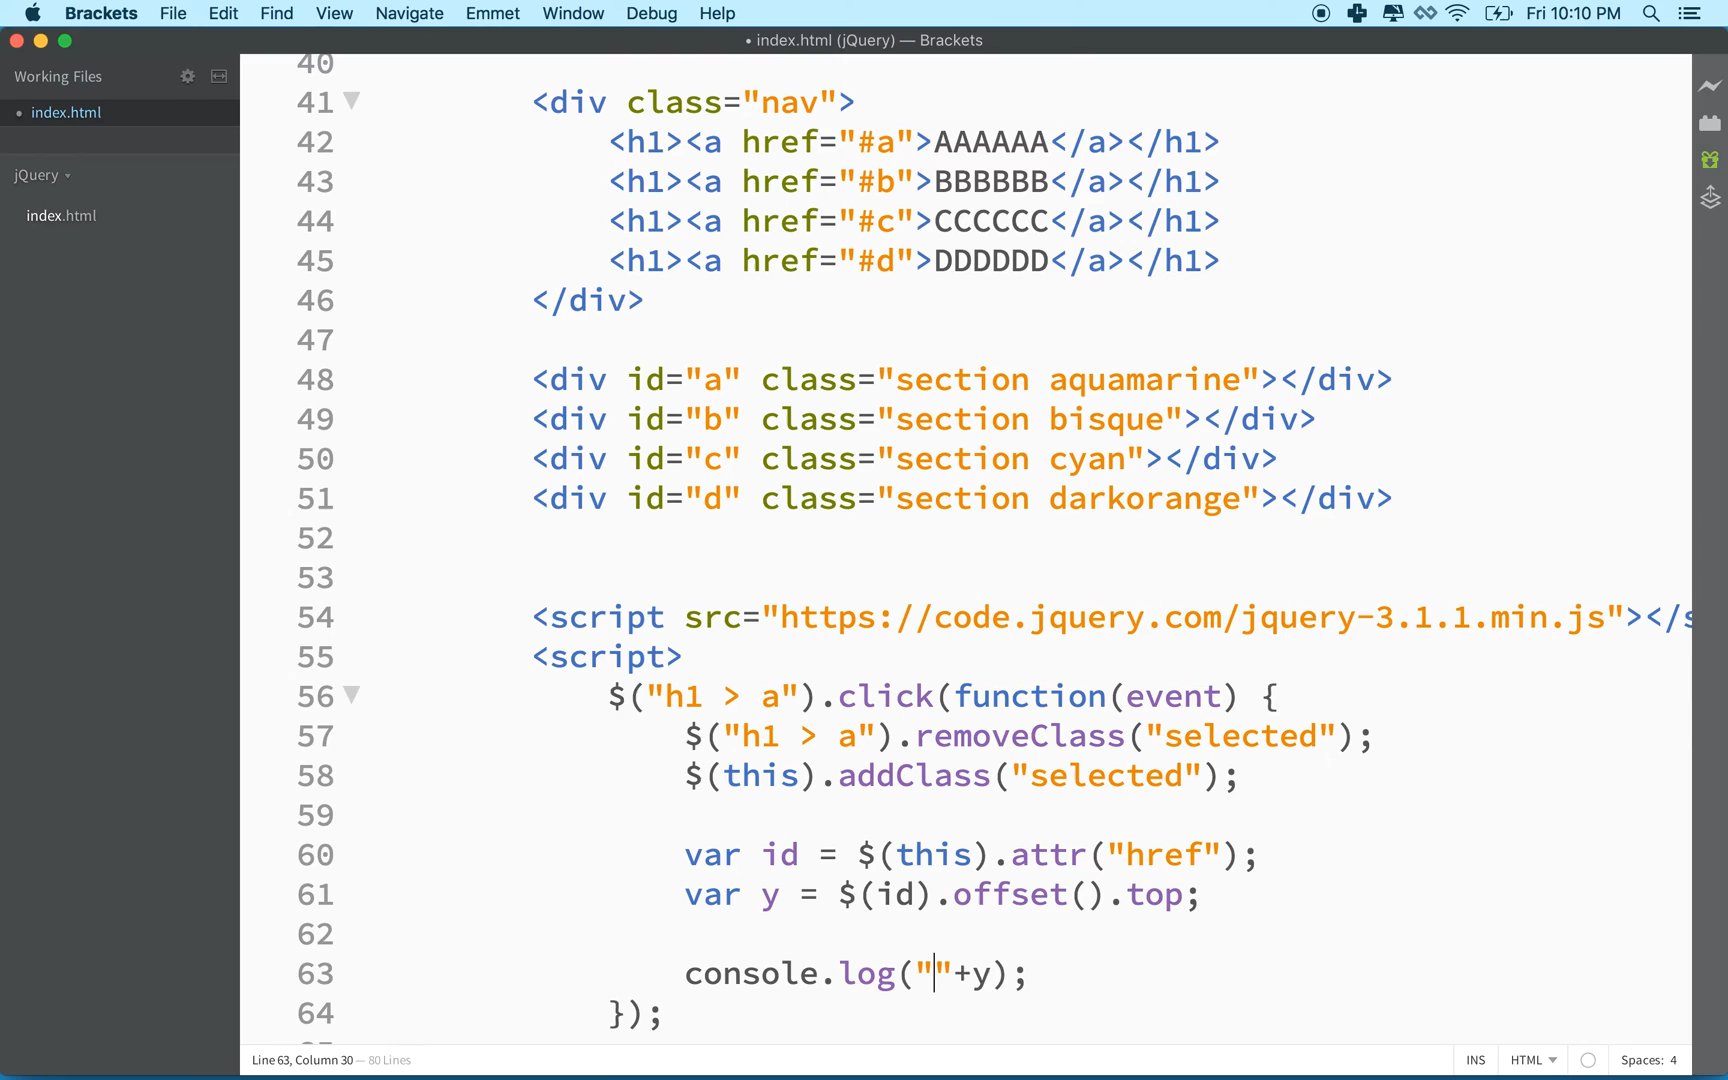 Brackets File Edit Find View Navigate Emmet Window Debug Help Fri 10:10 PM
• index.html (jQuery) — Brackets
Working Files
• index.html
jQuery
index.html
40
41 <div class="nav">
42 <h1><a href="#a">AAAAAA</a></h1>
43 <h1><a href="#b">BBBBBB</a></h1>
44 <h1><a href="#c">CCCCCC</a></h1>
45 <h1><a href="#d">DDDDDD</a></h1>
46 </div>
47
48 <div id="a" class="section aquamarine"></div>
49 <div id="b" class="section bisque"></div>
50 <div id="c" class="section cyan"></div>
51 <div id="d" class="section darkorange"></div>
52
53
54 <script src="https://code.jquery.com/jquery-3.1.1.min.js"></s
55 <script>
56 $("h1 > a").click(function(event) {
57 $("h1 > a").removeClass("selected");
58 $(this).addClass("selected");
59
60 var id = $(this).attr("href");
61 var y = $(id).offset().top;
62
63 console.log(""+y);
64 });
Line 63, Column 30 — 80 Lines INS HTML Spaces: 4